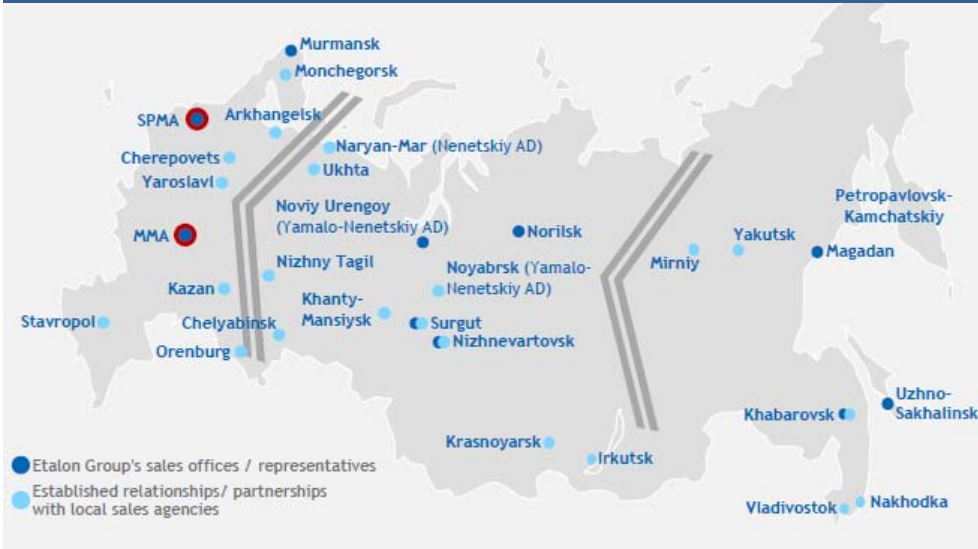 Murmansk
Monchegorsk
Arkhangelsk
SPMA
Naryan-Mar (Nenetskiy AD)
Cherepovets
Ukhta
Yaroslavl
Petropavlovsk-
Kamchatskiy
Noviy Urengoy
(Yamalo-Nenetskiy AD)
MMA
Norilsk
Yakutsk
Mirniy
Magadan
Nizhny Tagil
Noyabrsk (Yamalo-
Nenetskiy AD)
Kazan
Khanty-
Mansiysk
Stavropol
Chelyabinsk
Surgut
Orenburg
Nizhnevartovsk
Uzhno-
Sakhalinsk
Khabarovsk
Krasnoyarsk
Irkutsk
Etalon Group's sales offices / representatives
Established relationships/ partnerships
with local sales agencies
Vladivostok
Nakhodka